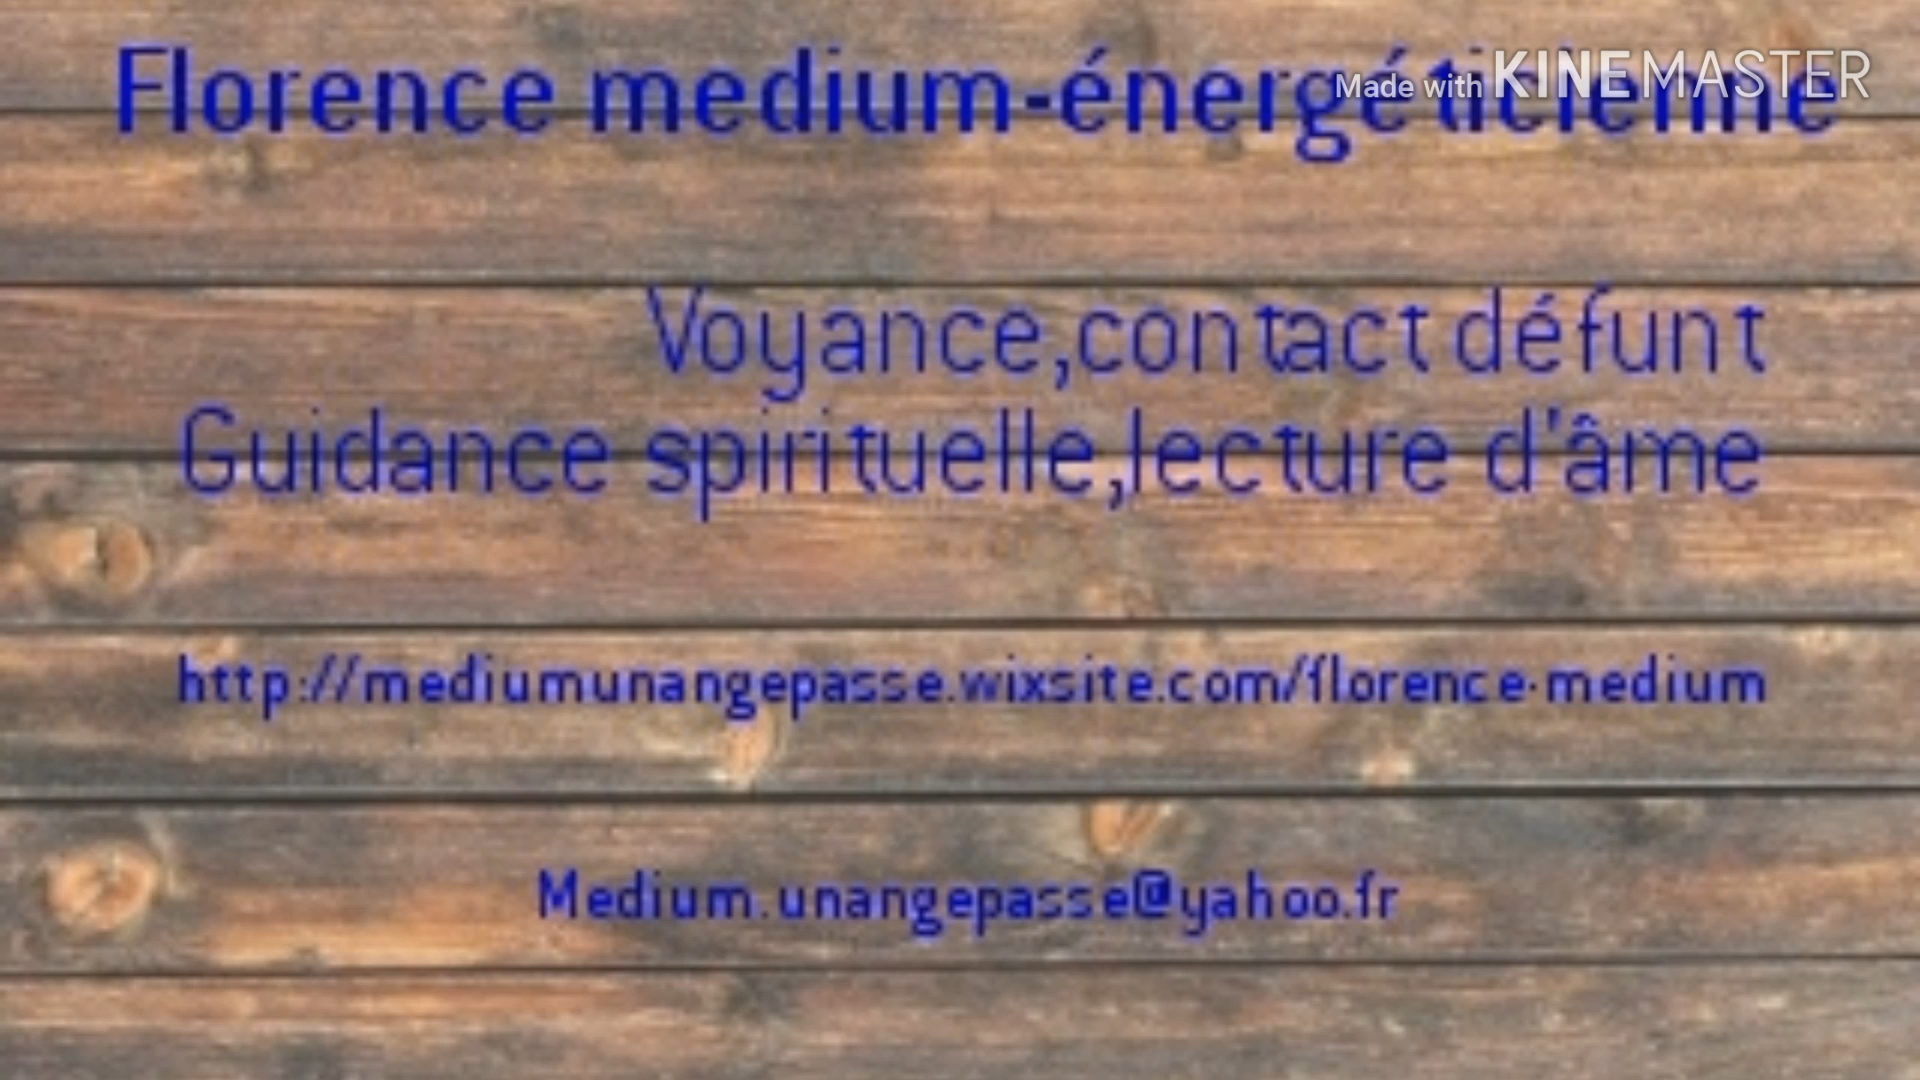 Florence medium-énergéticienne
Made with KINEMASTER
Voyance,contact défunt
Guidance spirituelle,lecture d'âme
http://mediumunangepasse.wixsite.com/florence-medium
Medium.unangepasse@yahoo.fr